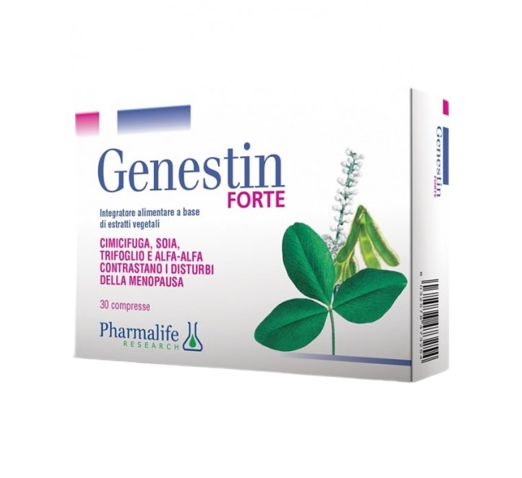 Genestin
FORTE
Integratore alimentare a base
di estratti vegetali
CIMICIFUGA, SOIA,
TRIFOGLIO E ALFA-ALFA
CONTRASTANO I DISTURBI
DELLA MENOPAUSA
30 compresse
Pharmalife
RESEARCH
Genestin
FORTE